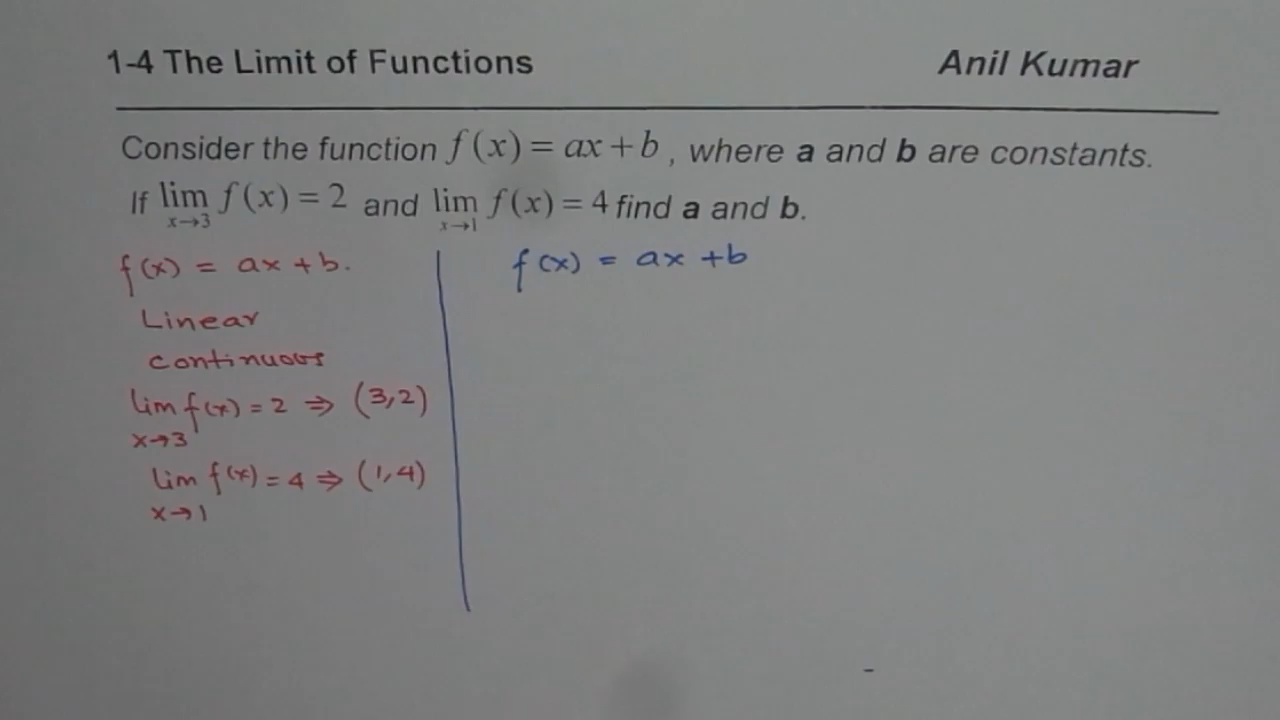 1-4 The Limit of Functions Anil Kumar
Consider the function f(x) = ax + b, where a and b are constants.
If lim x→3 f(x) = 2 and lim x→1 f(x) = 4 find a and b.
f(x) = ax + b.
Linear
continuous
lim x→3 f(x) = 2 ⇒ (3,2)
lim x→1 f(x) = 4 ⇒ (1,4)
f(x) = ax + b